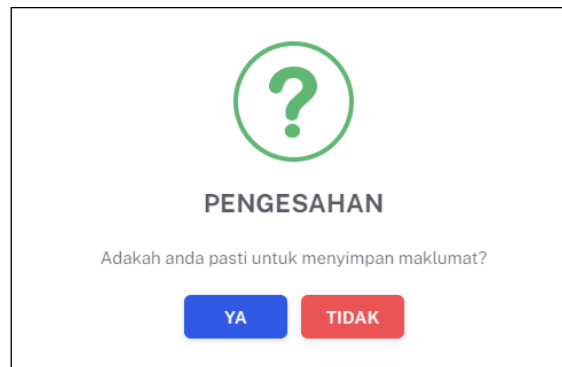 ?
PENGESAHAN
Adakah anda pasti untuk menyimpan maklumat?
YA TIDAK